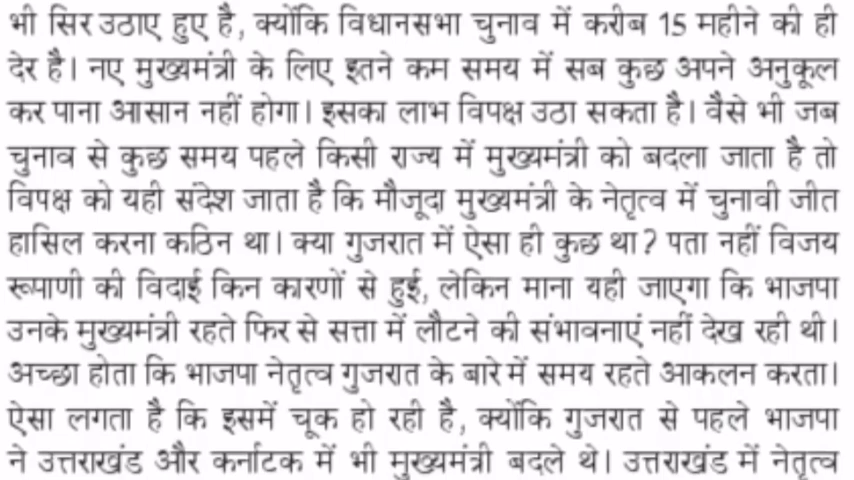 भी सिर उठाए हुए है, क्योंकि विधानसभा चुनाव में करीब 15 महीने की ही
देर है। नए मुख्यमंत्री के लिए इतने कम समय में सब कुछ अपने अनुकूल
कर पाना आसान नहीं होगा। इसका लाभ विपक्ष उठा सकता है। वैसे भी जब
चुनाव से कुछ समय पहले किसी राज्य में मुख्यमंत्री को बदला जाता है तो
विपक्ष को यही संदेश जाता है कि मौजूदा मुख्यमंत्री के नेतृत्व में चुनावी जीत
हासिल करना कठिन था। क्या गुजरात में ऐसा ही कुछ था? पता नहीं विजय
रूपाणी की विदाई किन कारणों से हुई, लेकिन माना यही जाएगा कि भाजपा
उनके मुख्यमंत्री रहते फिर से सत्ता में लौटने की संभावनाएं नहीं देख रही थी।
अच्छा होता कि भाजपा नेतृत्व गुजरात के बारे में समय रहते आकलन करता।
ऐसा लगता है कि इसमें चूक हो रही है, क्योंकि गुजरात से पहले भाजपा
ने उत्तराखंड और कर्नाटक में भी मुख्यमंत्री बदले थे। उत्तराखंड में नेतृत्व